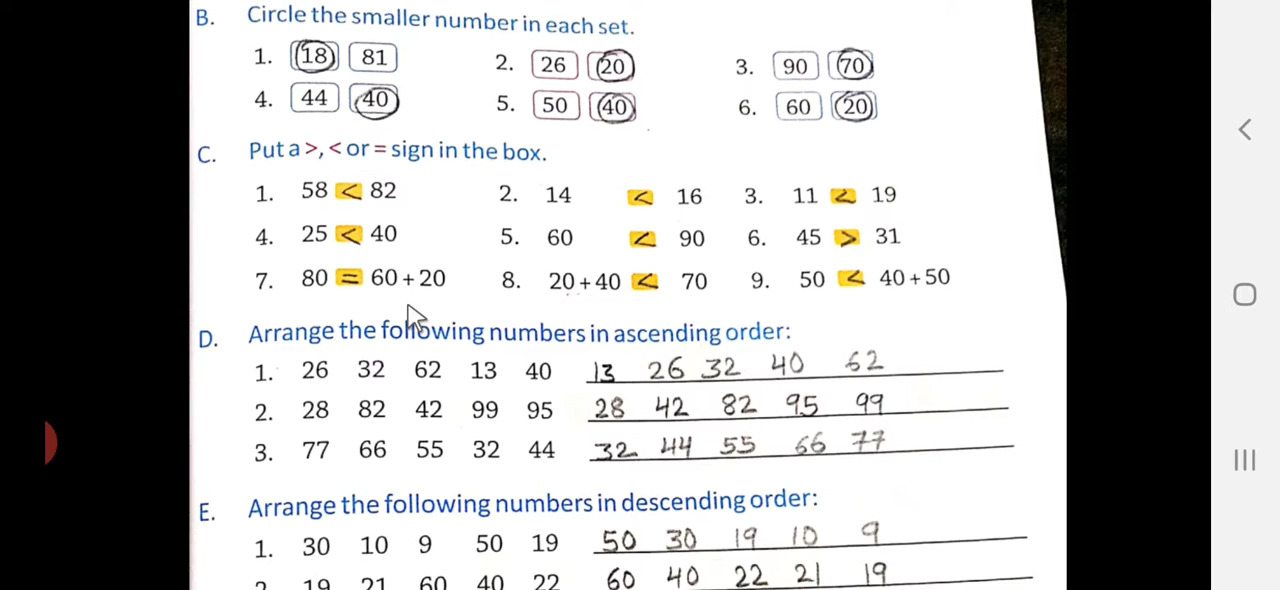 B. Circle the smaller number in each set.
1. 18 81 2. 26 20 3. 90 70
4. 44 40 5. 50 40 6. 60 20
C. Put a >, < or = sign in the box.
1. 58 < 82 2. 14 < 16 3. 11 < 19
4. 25 < 40 5. 60 < 90 6. 45 > 31
7. 80 = 60 + 20 8. 20 + 40 < 70 9. 50 < 40 + 50
D. Arrange the following numbers in ascending order:
1. 26 32 62 13 40 13 26 32 40 62
2. 28 82 42 99 95 28 42 82 95 99
3. 77 66 55 32 44 32 44 55 66 77
E. Arrange the following numbers in descending order:
1. 30 10 9 50 19 50 30 19 10 9
2. 19 21 60 40 22 60 40 22 21 19